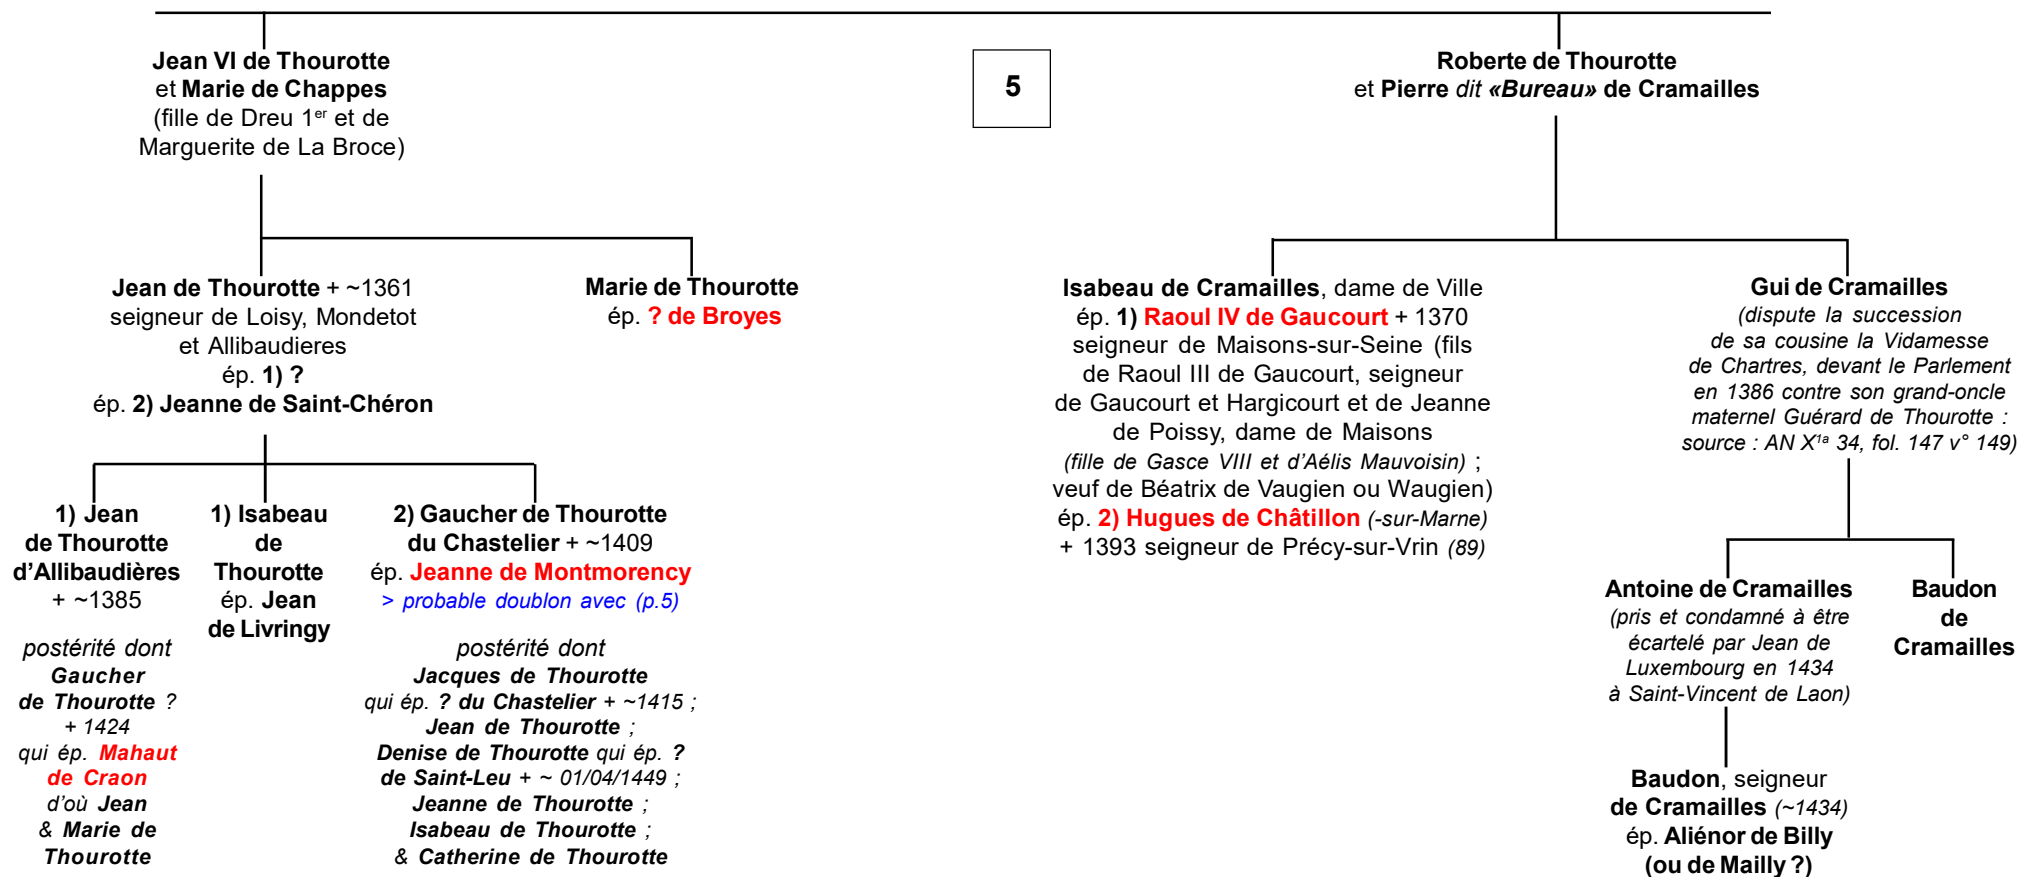 Jean VI de Thourotte
et Marie de Chappes
(fille de Dreu 1er et de
Marguerite de La Broce)
5
Roberte de Thourotte
et Pierre dit «Bureau» de Cramailles
Jean de Thourotte + ~1361
seigneur de Loisy, Mondetot
et Allibaudieres
ép. 1) ?
ép. 2) Jeanne de Saint-Chéron
Marie de Thourotte
ép. ? de Broyes
Isabeau de Cramailles, dame de Ville
ép. 1) Raoul IV de Gaucourt + 1370
seigneur de Maisons-sur-Seine (fils
de Raoul III de Gaucourt, seigneur
de Gaucourt et Hargicourt et de Jeanne
de Poissy, dame de Maisons
(fille de Gasce VIII et d'Aélis Mauvoisin) ;
veuf de Béatrix de Vaugien ou Waugien)
ép. 2) Hugues de Châtillon (-sur-Marne)
+ 1393 seigneur de Précy-sur-Vrin (89)
Gui de Cramailles
(dispute la succession
de sa cousine la Vidamesse
de Chartres, devant le Parlement
en 1386 contre son grand-oncle
maternel Guérard de Thourotte :
source : AN X1a 34, fol. 147 v° 149)
1) Jean
de Thourotte
d'Allibaudières
+ ~1385
postérité dont
Gaucher
de Thourotte ?
+ 1424
qui ép. Mahaut
de Craon
d'où Jean
& Marie de
Thourotte
1) Isabeau
de
Thourotte
ép. Jean
de Livringy
2) Gaucher de Thourotte
du Chastelier + ~1409
ép. Jeanne de Montmorency
> probable doublon avec (p.5)
postérité dont
Jacques de Thourotte
qui ép. ? du Chastelier + ~1415 ;
Jean de Thourotte ;
Denise de Thourotte qui ép. ?
de Saint-Leu + ~ 01/04/1449 ;
Jeanne de Thourotte ;
Isabeau de Thourotte ;
& Catherine de Thourotte
Antoine de Cramailles
(pris et condamné à être
écartelé par Jean de
Luxembourg en 1434
à Saint-Vincent de Laon)
Baudon
de
Cramailles
Baudon, seigneur
de Cramailles (~1434)
ép. Aliénor de Billy
(ou de Mailly ?)